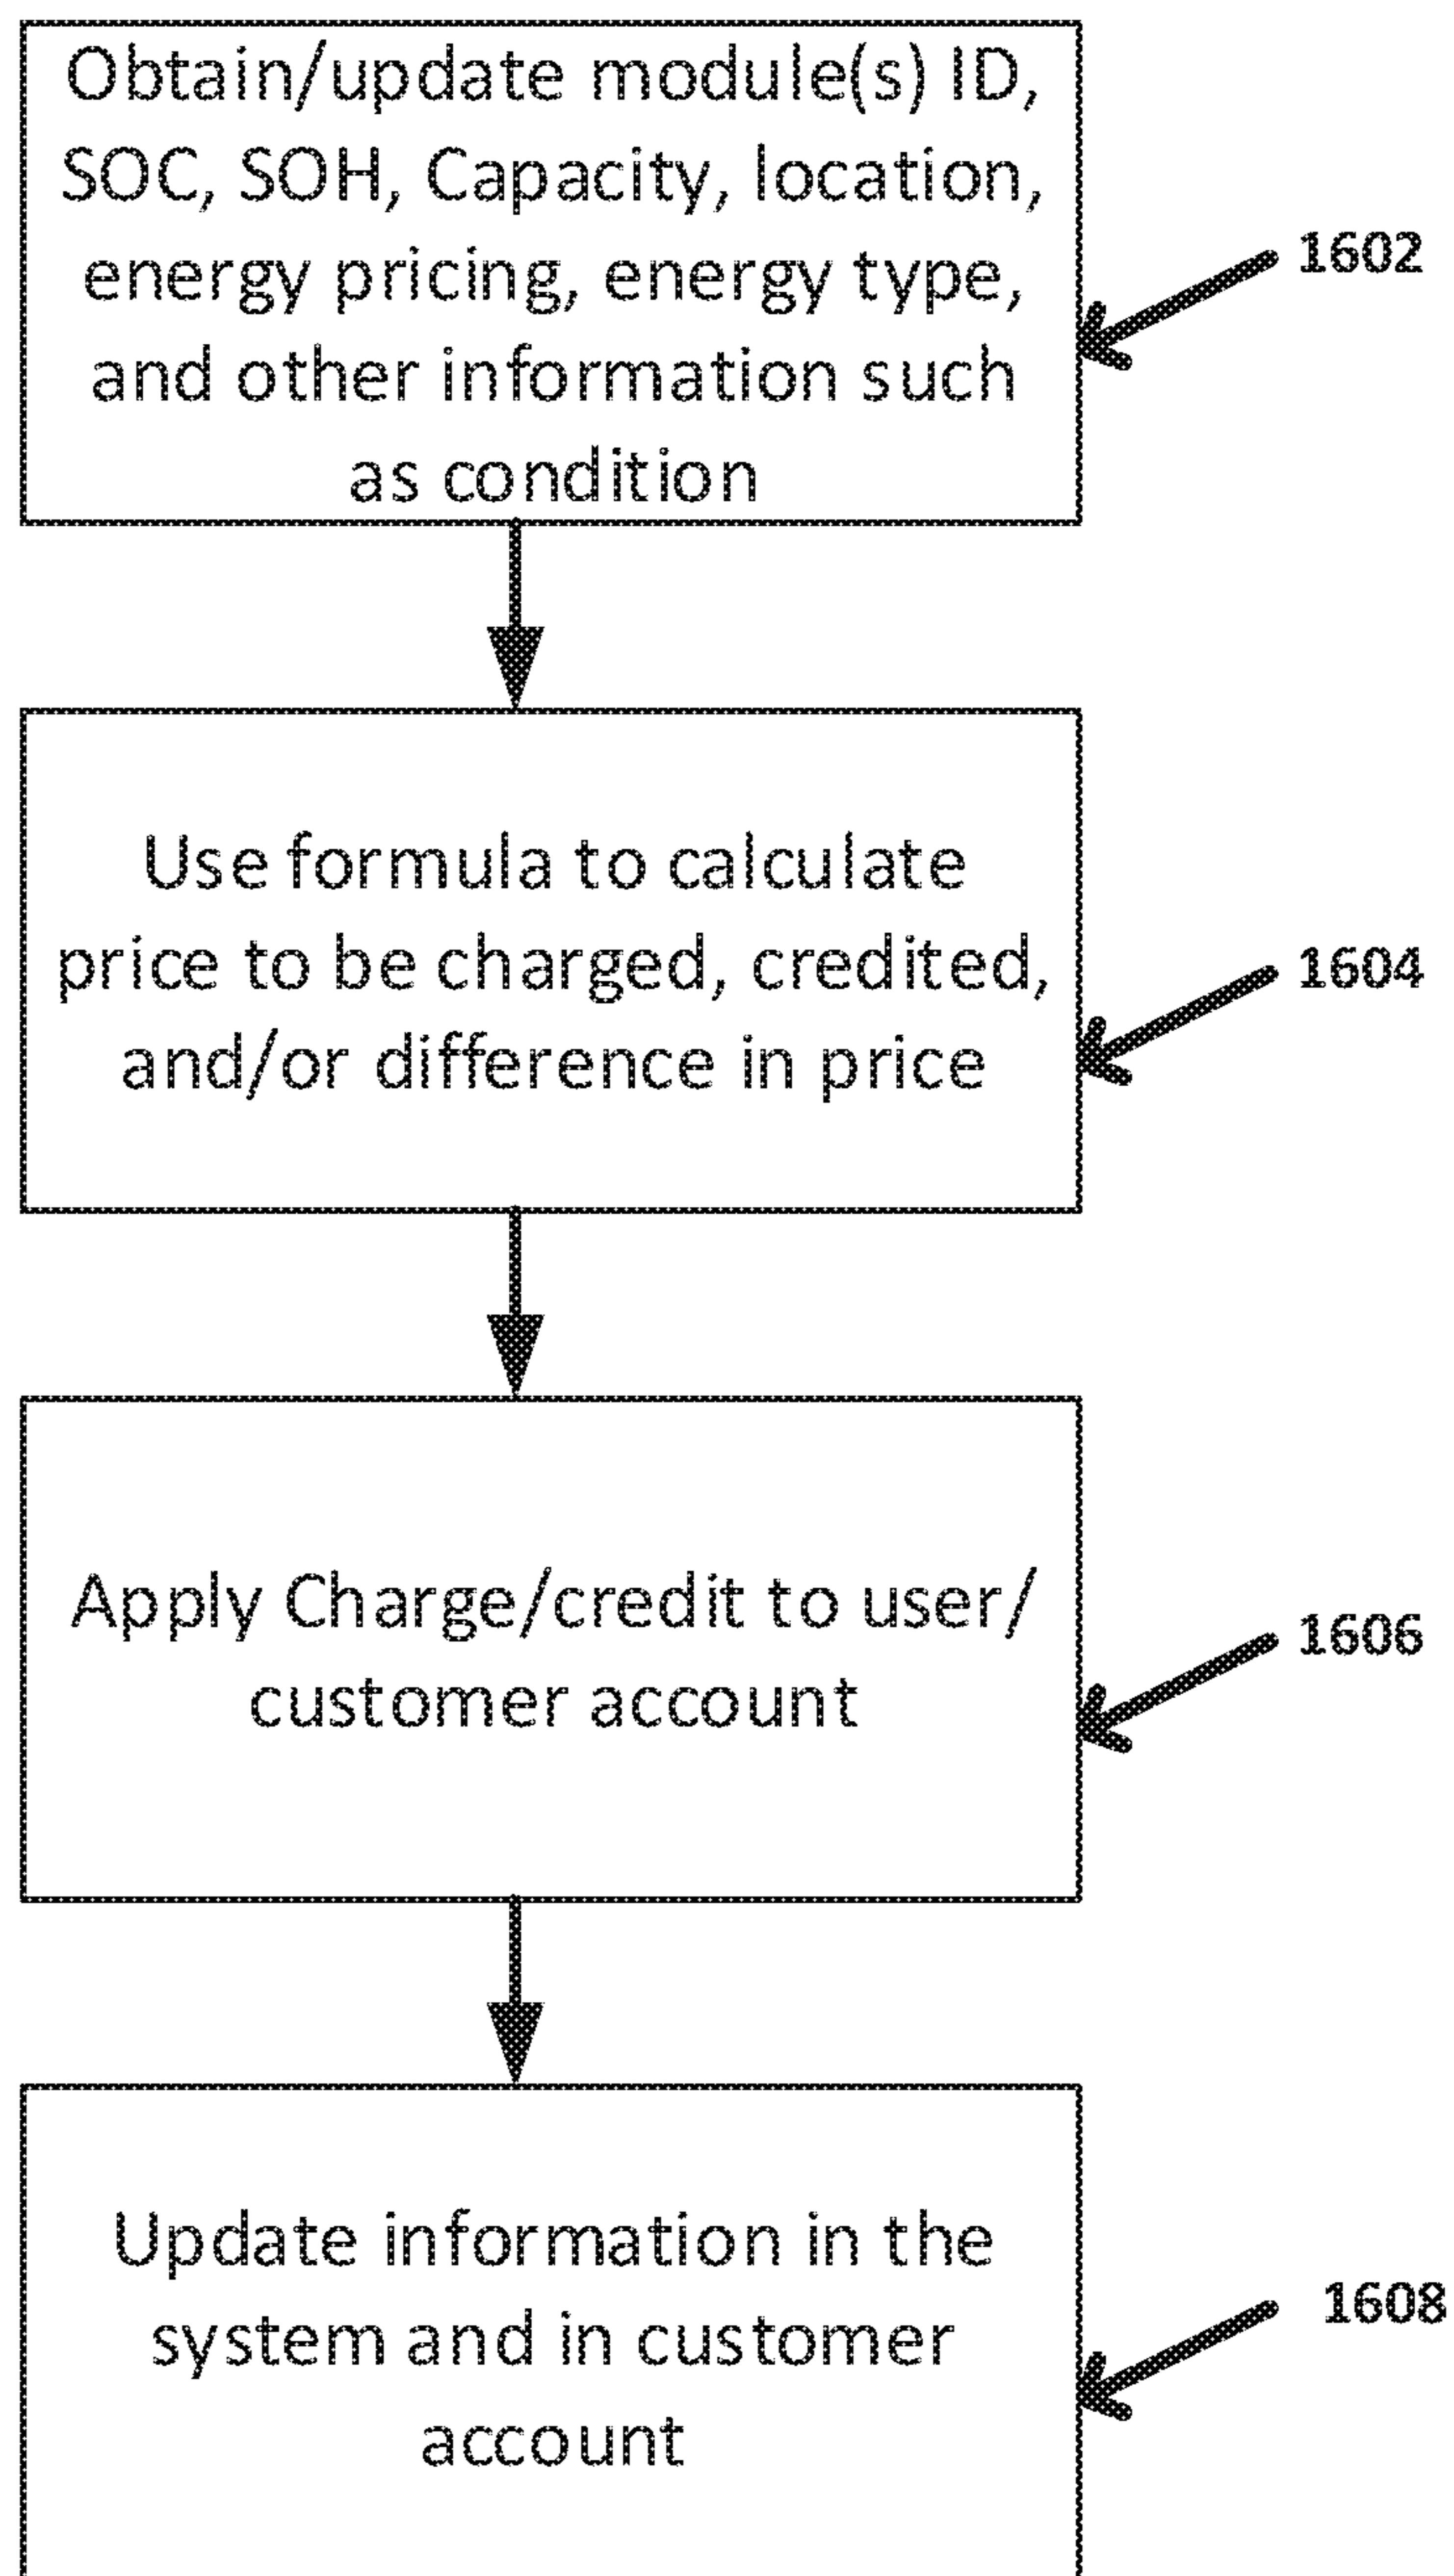 Obtain/update module(s) ID,
SOC, SOH, Capacity, location,
energy pricing, energy type,
and other information such
as condition
1602
Use formula to calculate
price to be charged, credited,
and/or difference in price
1604
Apply Charge/credit to user/
customer account
1606
Update information in the
system and in customer
account
1608